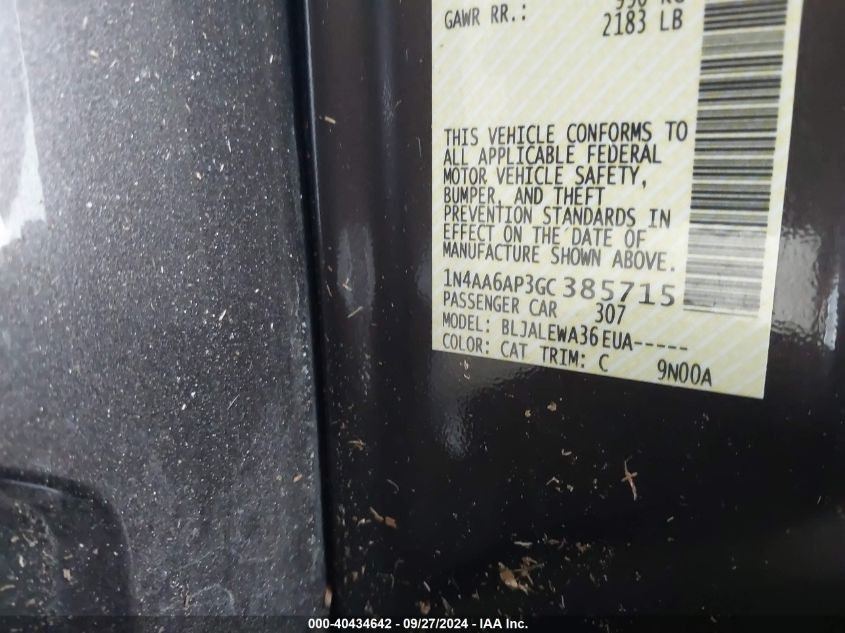 GAWR RR.:
2183 LB
THIS VEHICLE CONFORMS TO
ALL APPLICABLE FEDERAL
MOTOR VEHICLE SAFETY,
BUMPER, AND THEFT
PREVENTION STANDARDS IN
EFFECT ON THE DATE OF
MANUFACTURE SHOWN ABOVE.
1N4AA6AP3GC385715
PASSENGER CAR 307
MODEL: BLJALEWA36EUA-----
COLOR: CAT TRIM: C 9N00A
000-40434642 - 09/27/2024 - IAA Inc.